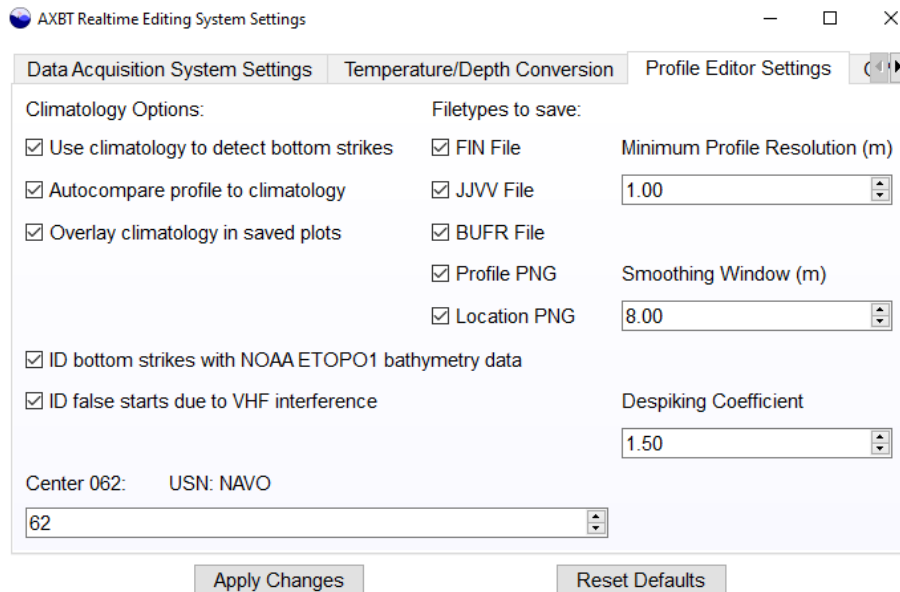 AXBT Realtime Editing System Settings
Data Acquisition System Settings
Temperature/Depth Conversion
Profile Editor Settings
Climatology Options:
Use climatology to detect bottom strikes
Autocompare profile to climatology
Overlay climatology in saved plots
Filetypes to save:
FIN File
JJVV File
BUFR File
Profile PNG
Location PNG
Minimum Profile Resolution (m)
1.00
Smoothing Window (m)
8.00
ID bottom strikes with NOAA ETOPO1 bathymetry data
ID false starts due to VHF interference
Despiking Coefficient
1.50
Center 062: USN: NAVO
62
Apply Changes
Reset Defaults